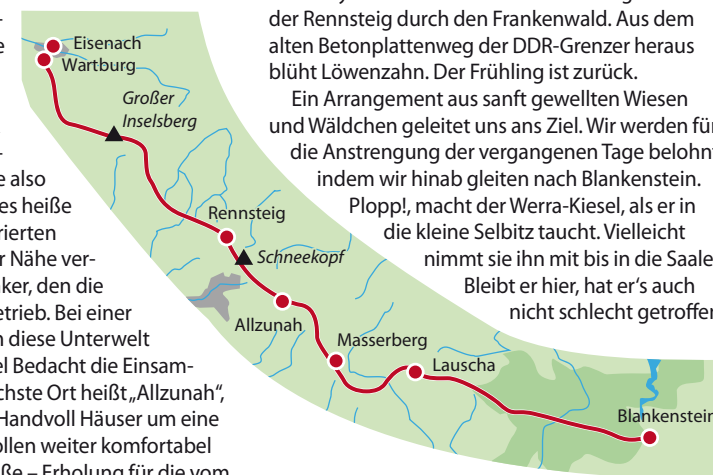 der Rennsteig durch den Frankenwald. Aus dem
alten Betonplattenweg der DDR-Grenzer heraus
blüht Löwenzahn. Der Frühling ist zurück.
Ein Arrangement aus sanft gewellten Wiesen
und Wäldchen geleitet uns ans Ziel. Wir werden für
die Anstrengung der vergangenen Tage belohnt
indem wir hinab gleiten nach Blankenstein.
Plopp!, macht der Werra-Kiesel, als er in
die kleine Selbitz taucht. Vielleicht
nimmt sie ihn mit bis in die Saale
Bleibt er hier, hat er's auch
nicht schlecht getroffen
e also
es heiße
rierten
r Nähe ver-
ker, den die
etrieb. Bei einer
n diese Unterwelt
el Bedacht die Einsam-
chste Ort heißt „Allzunah",
Handvoll Häuser um eine
ollen weiter komfortabel
ße – Erholung für die vom
Eisenach
Wartburg
Großer
Inselsberg
Rennsteig
Schneekopf
Allzunah
Masserberg
Lauscha
Blankenstein